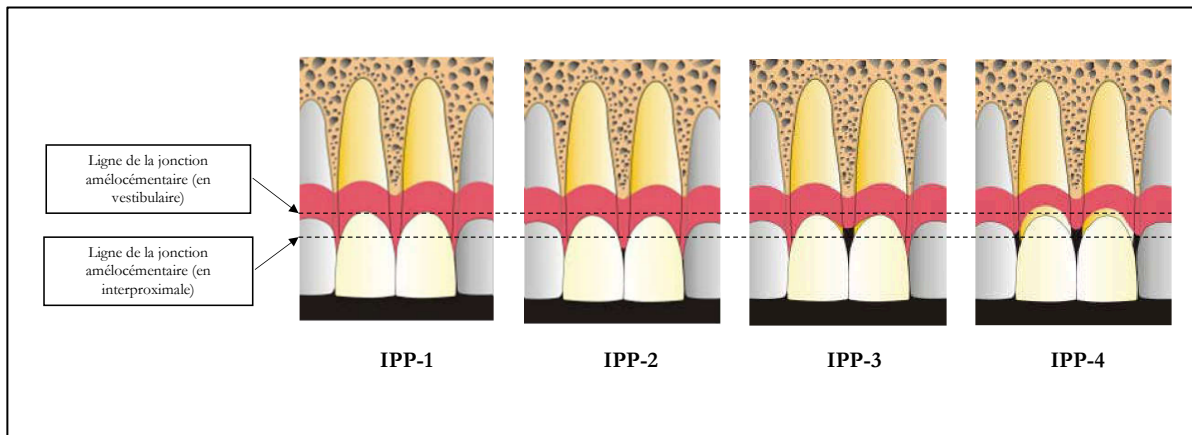 Ligne de la jonction
amélocémentaire (en
vestibulaire)
Ligne de la jonction
amélocémentaire (en
interproximale)
IPP-1
IPP-2
IPP-3
IPP-4